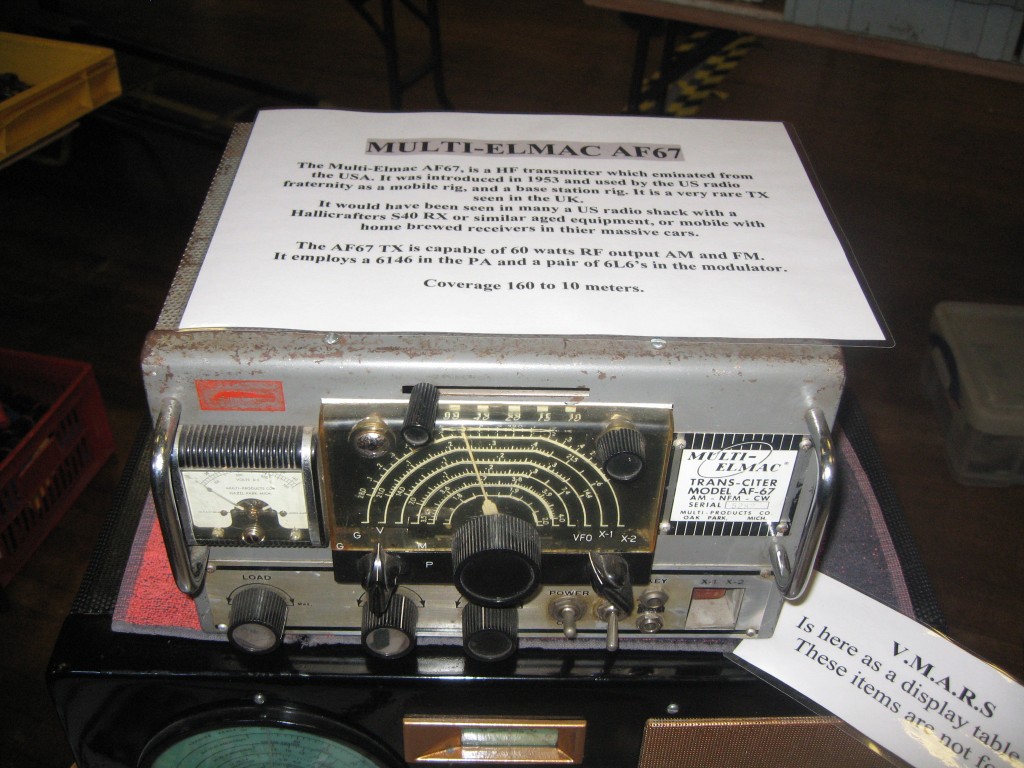 MULTI-ELMAC AF67
The Multi-Elmac AF67, is a HF transmitter which eminated from
the USA. It was introduced in 1953 and used by the US radio
fraternity as a mobile rig, and a base station rig. It is a very rare TX
seen in the UK.
It would have been seen in many a US radio shack with a
Hallicrafters S40 RX or similar aged equipment, or mobile with
home brewed receivers in thier massive cars.
The AF67 TX is capable of 60 watts RF output AM and FM.
It employs a 6146 in the PA and a pair of 6L6's in the modulator.
Coverage 160 to 10 meters.
MULTI-
ELMAC®
TRANS-CITER
MODEL AF-67
AM - NFM - CW
SERIAL
MULTI-PRODUCTS CO.
OAK PARK, MICH.
G V
G M
P
VFO X-1 X-2
LOAD
POWER
KEY
X-1 X-2
V.M.A.R.S
Is here as a display table
These items are not fo